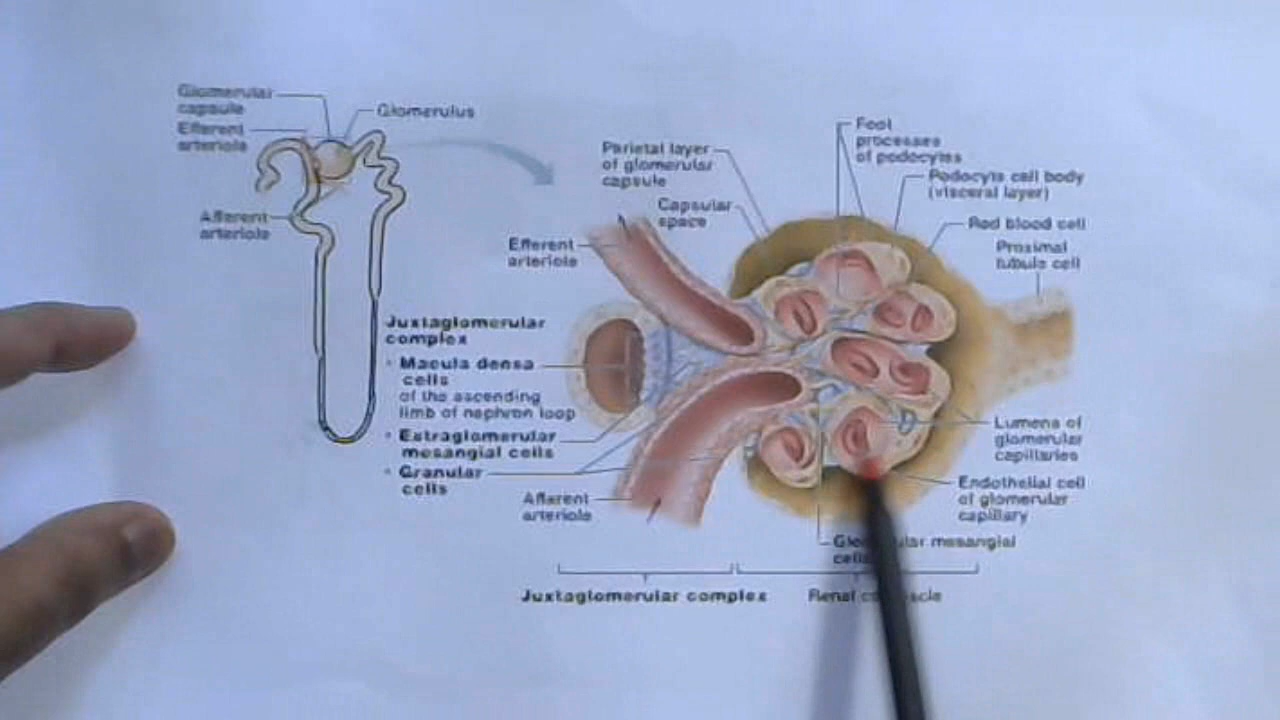 Glomerular
capsule
Efferent
arteriole
Glomerulus
Afferent
arteriole
Parietal layer
of glomerular
capsule
Capsular
space
Efferent
arteriole
Foot
processes
of podocytes
Podocyte cell body
(visceral layer)
Red blood cell
Proximal
tubule cell
Juxtaglomerular
complex
• Macula densa
cells
of the ascending
limb of nephron loop
• Extraglomerular
mesangial cells
• Granular
cells
Afferent
arteriole
Lumens of
glomerular
capillaries
Endothelial cell
of glomerular
capillary
mesangial
Juxtaglomerular complex
Renal